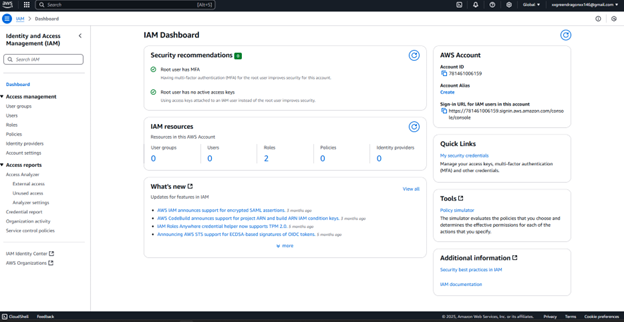 aws
Search
[Alt+S]
Global
IAM > Dashboard
Identity and Access
Management (IAM)
Search IAM
Dashboard
Access management
User groups
Users
Roles
Policies
Identity providers
Account settings
Access reports
Access Analyzer
External access
Unused access
Analyzer settings
Credential report
Organization activity
Service control policies
IAM Identity Center
AWS Organizations
IAM Dashboard
Security recommendations
Root user has MFA
Having multi-factor authentication (MFA) for the root user improves security for this account.
Root user has no active access keys
Using access keys attached to an IAM user instead of the root user improves security.
IAM resources
Resources in this AWS Account
User groups Users Roles Policies Identity providers
0 0 2 0 0
What's new
View all
Updates for features in IAM
AWS IAM announces support for encrypted SAML assertions. 3 months ago
AWS CodeBuild announces support for project ARN and build ARN IAM condition keys. months ago
IAM Roles Anywhere credential helper now supports TPM 2.0. months ago
Announcing AWS STS support for ECDSA-based signatures of OIDC tokens. months ago
more
AWS Account
Account ID
781461006159
Account Alias
Create
Sign-in URL for IAM users in this account
https://781461006159.signin.aws.amazon.com/conso
le/console
Quick Links
My security credentials
Manage your access keys, multi-factor authentication
(MFA) and other credentials.
Tools
Policy simulator
The simulator evaluates the policies that you choose and
determines the effective permissions for each of the
actions that you specify.
Additional information
Security best practices in IAM
IAM documentation
CloudShell Feedback
© 2025, Amazon Web Services, Inc. or its affiliates. Privacy Terms Cookie preferences